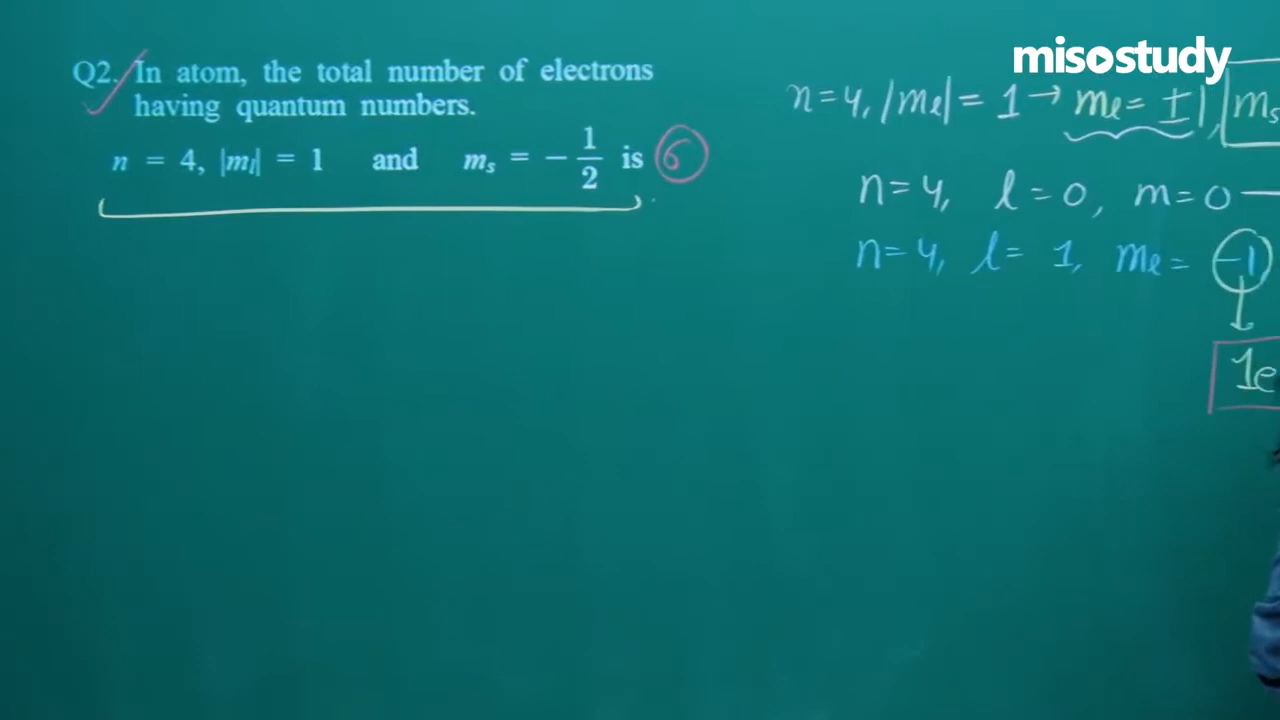 misostudy
Q2. In atom, the total number of electrons
having quantum numbers.
n = 4, |mₗ| = 1 and mₛ = -1/2 is 6
n=4, |mₗ| = 1 → mₗ = ±1, mₛ
n=4, l = 0, m = 0
n=4, l = 1, mₗ = -1
1e